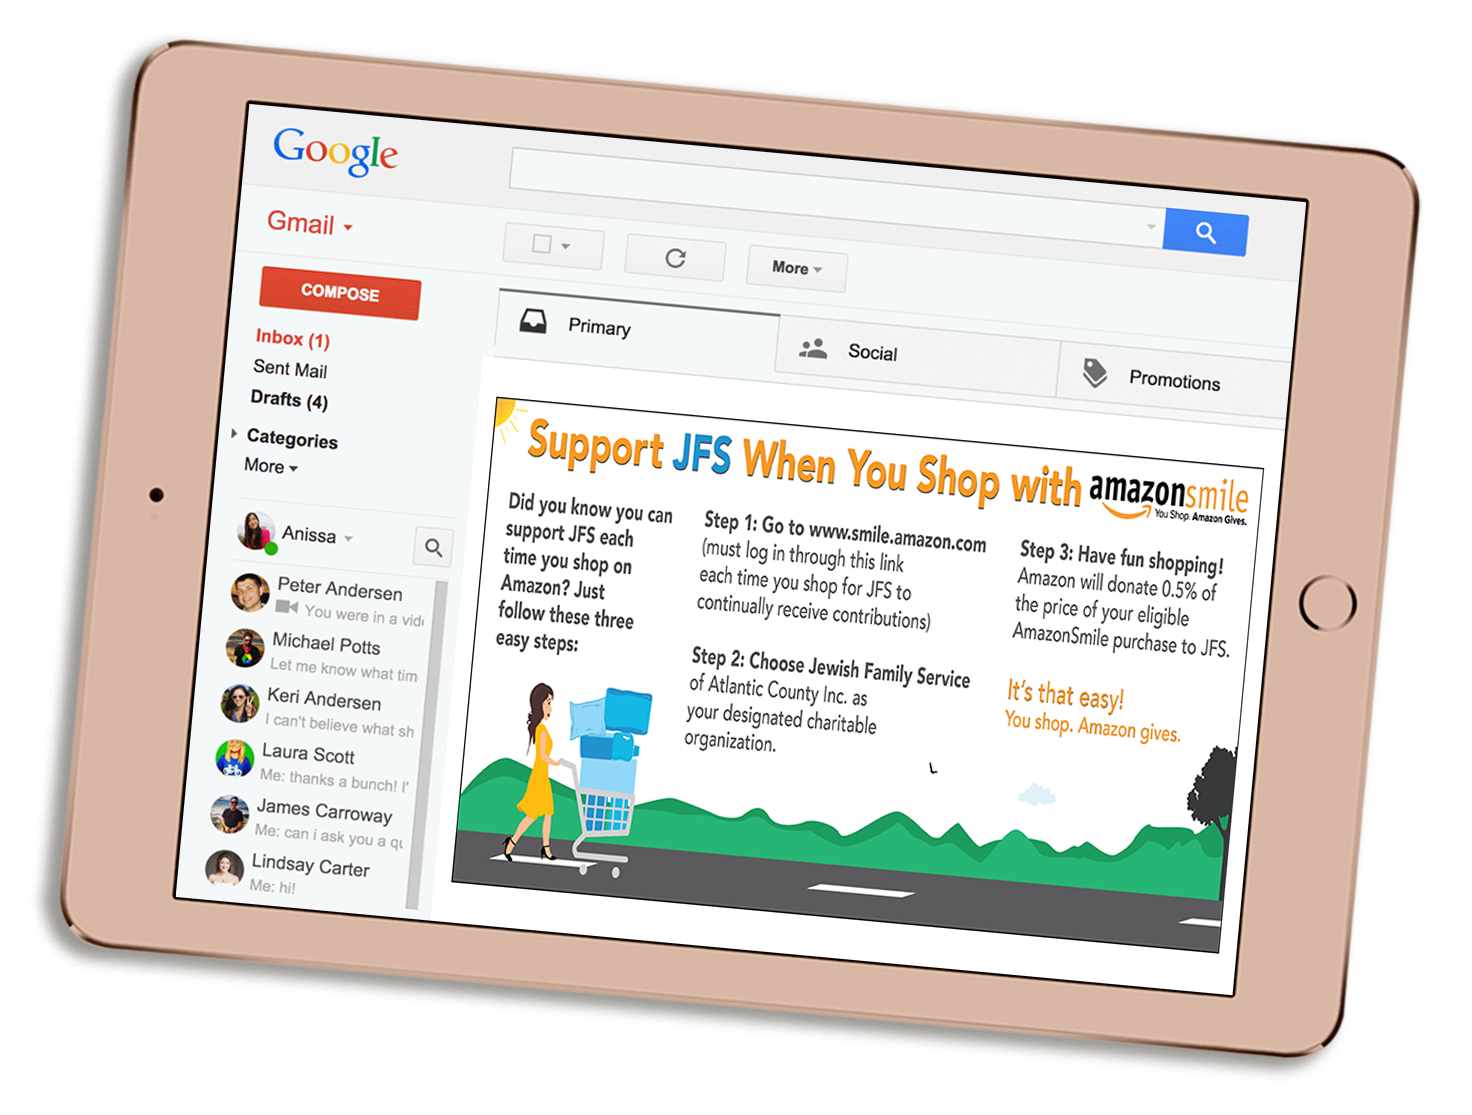 Google
Gmail
More
COMPOSE
Inbox (1)
Sent Mail
Drafts (4)
Categories
More
Primary
Social
Promotions
Anissa
Peter Andersen
You were in a vid
Michael Potts
Let me know what tim
Keri Andersen
I can't believe what sh
Laura Scott
Me: thanks a bunch! I'
James Carroway
Me: can i ask you a qu
Lindsay Carter
Me: hi!
Support JFS When You Shop with amazonsmile
You Shop. Amazon Gives.
Did you know you can
support JFS each
time you shop on
Amazon? Just
follow these three
easy steps:
Step 1: Go to www.smile.amazon.com
(must log in through this link
each time you shop for JFS to
continually receive contributions)
Step 2: Choose Jewish Family Service
of Atlantic County Inc. as
your designated charitable
organization.
Step 3: Have fun shopping!
Amazon will donate 0.5% of
the price of your eligible
AmazonSmile purchase to JFS.
It's that easy!
You shop. Amazon gives.